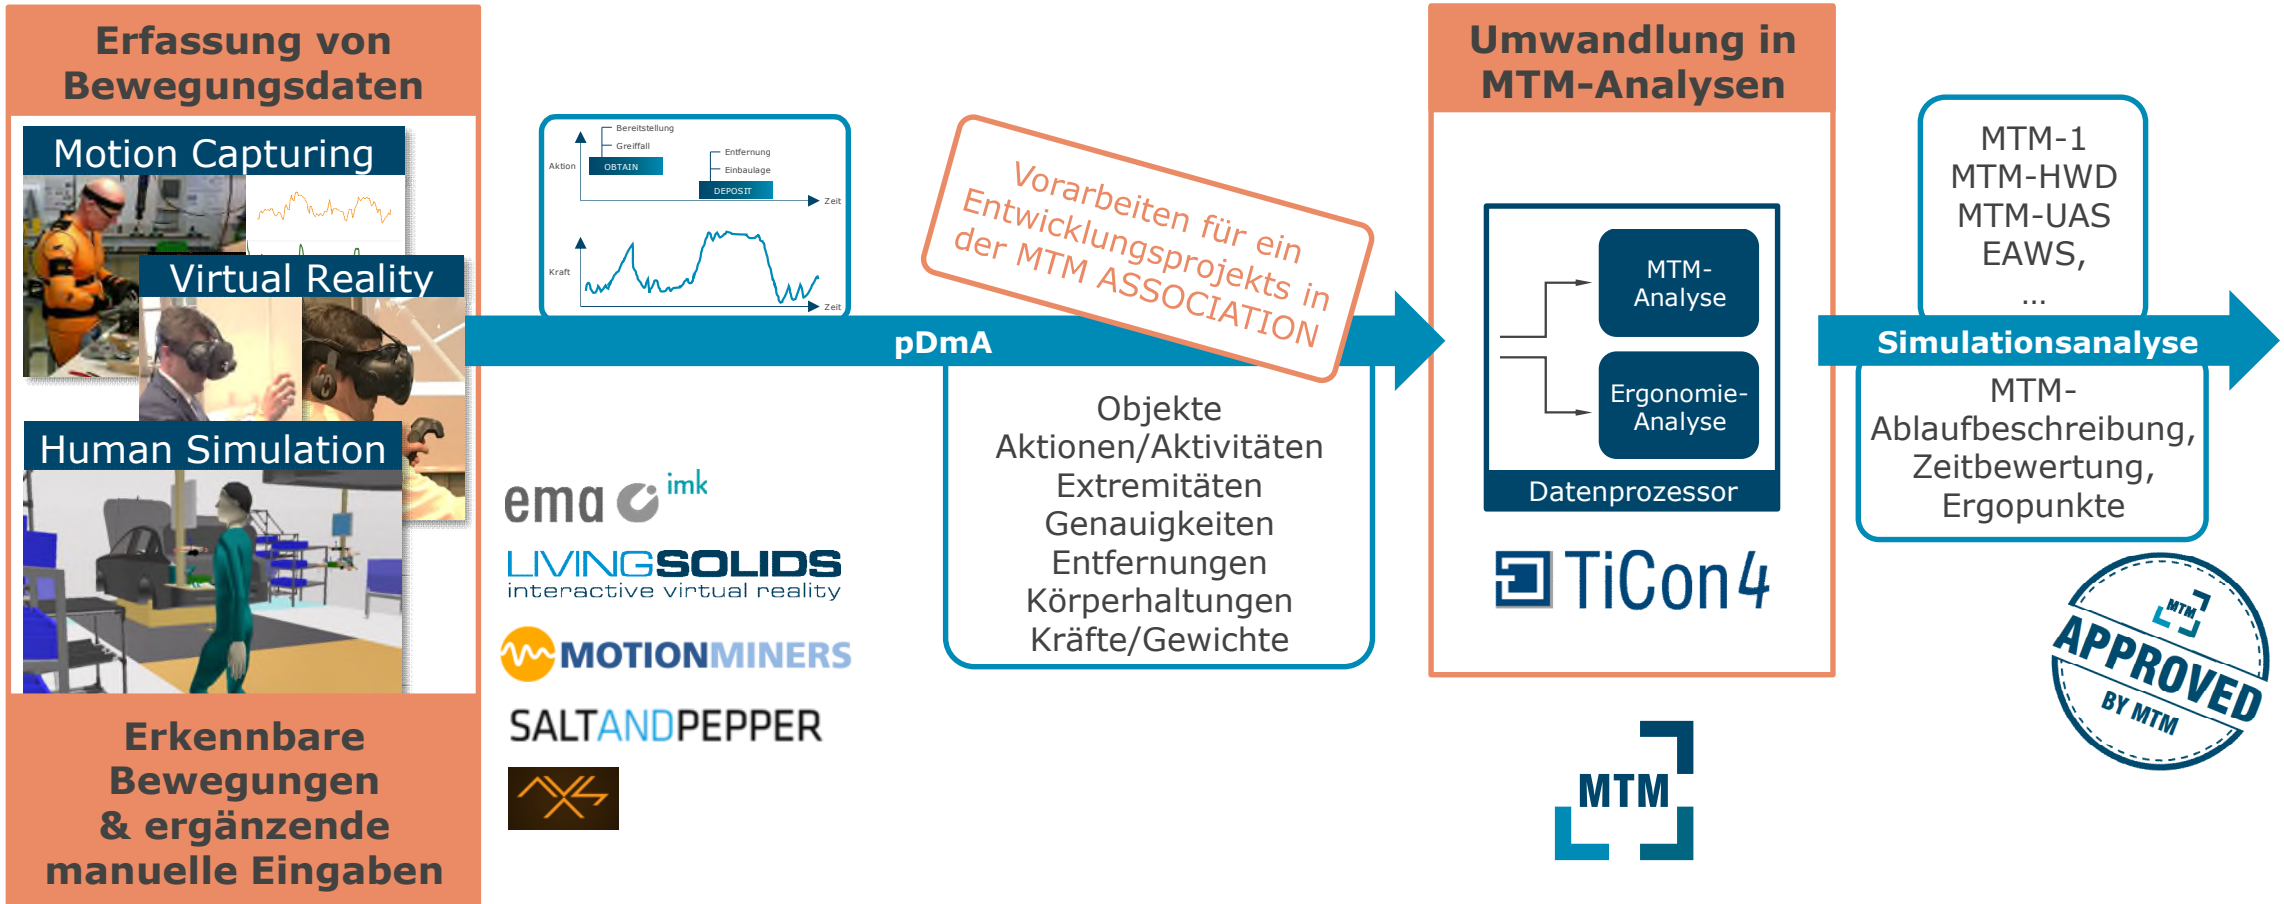 Erfassung von
Bewegungsdaten
Motion Capturing
Virtual Reality
Human Simulation
Erkennbare
Bewegungen
& ergänzende
manuelle Eingaben
Bereitstellung
Greiffall
Aktion
OBTAIN
Entfernung
Einbaulage
DEPOSIT
Zeit
Kraft
Zeit
Vorarbeiten für ein
Entwicklungsprojekts in
der MTM ASSOCIATION
pDmA
Objekte
Aktionen/Aktivitäten
Extremitäten
Genauigkeiten
Entfernungen
Körperhaltungen
Kräfte/Gewichte
ema imk
LIVINGSOLIDS
interactive virtual reality
MOTIONMINERS
SALTANDPEPPER
Umwandlung in
MTM-Analysen
MTM-
Analyse
Ergonomie-
Analyse
Datenprozessor
TiCon4
MTM
MTM-1
MTM-HWD
MTM-UAS
EAWS,
...
Simulationsanalyse
MTM-
Ablaufbeschreibung,
Zeitbewertung,
Ergopunkte
MTM
APPROVED
BY MTM